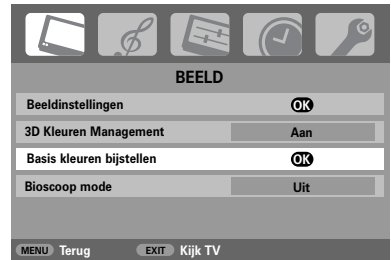 BEELD
Beeldinstellingen OK
3D Kleuren Management Aan
Basis kleuren bijstellen OK
Bioscoop mode Uit
MENU Terug EXIT Kijk TV